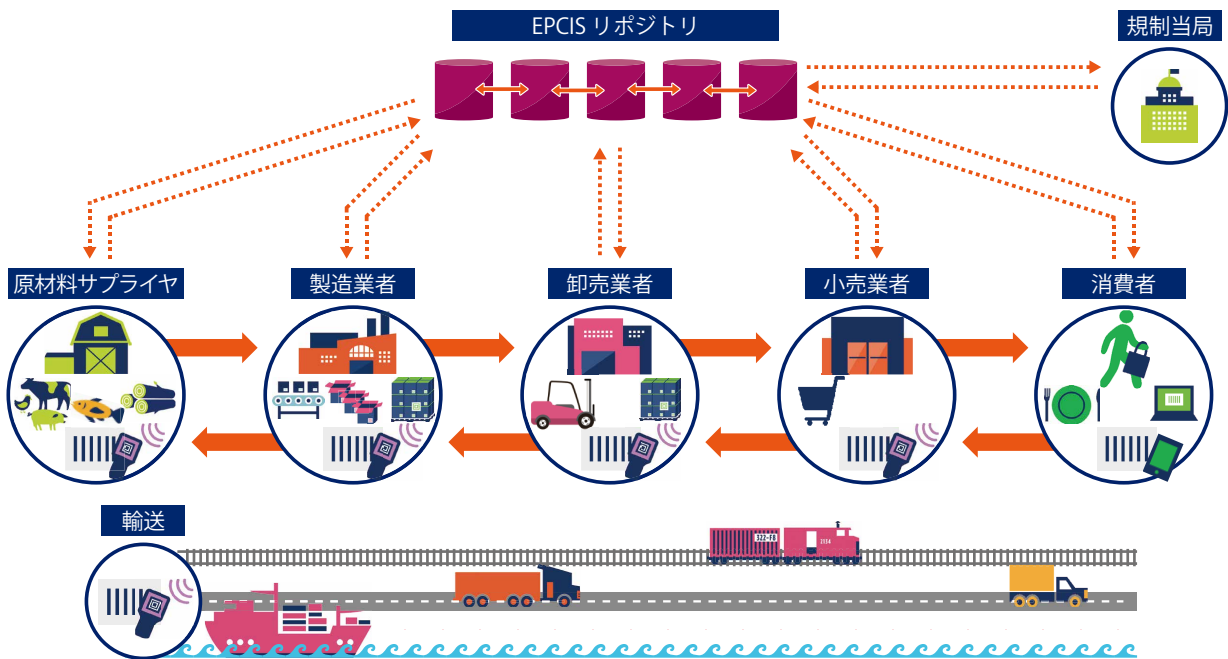 EPCIS リポジトリ
規制当局
原材料サプライヤ
製造業者
卸売業者
小売業者
消費者
輸送
322-F8
2134